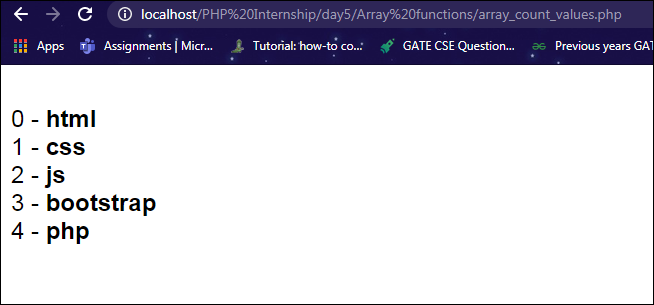 localhost/PHP%20Internship/day5/Array%20functions/array_count_values.php
Apps Assignments | Micr... Tutorial: how-to co... GATE CSE Question... Previous years GAT
0 - html
1 - css
2 - js
3 - bootstrap
4 - php